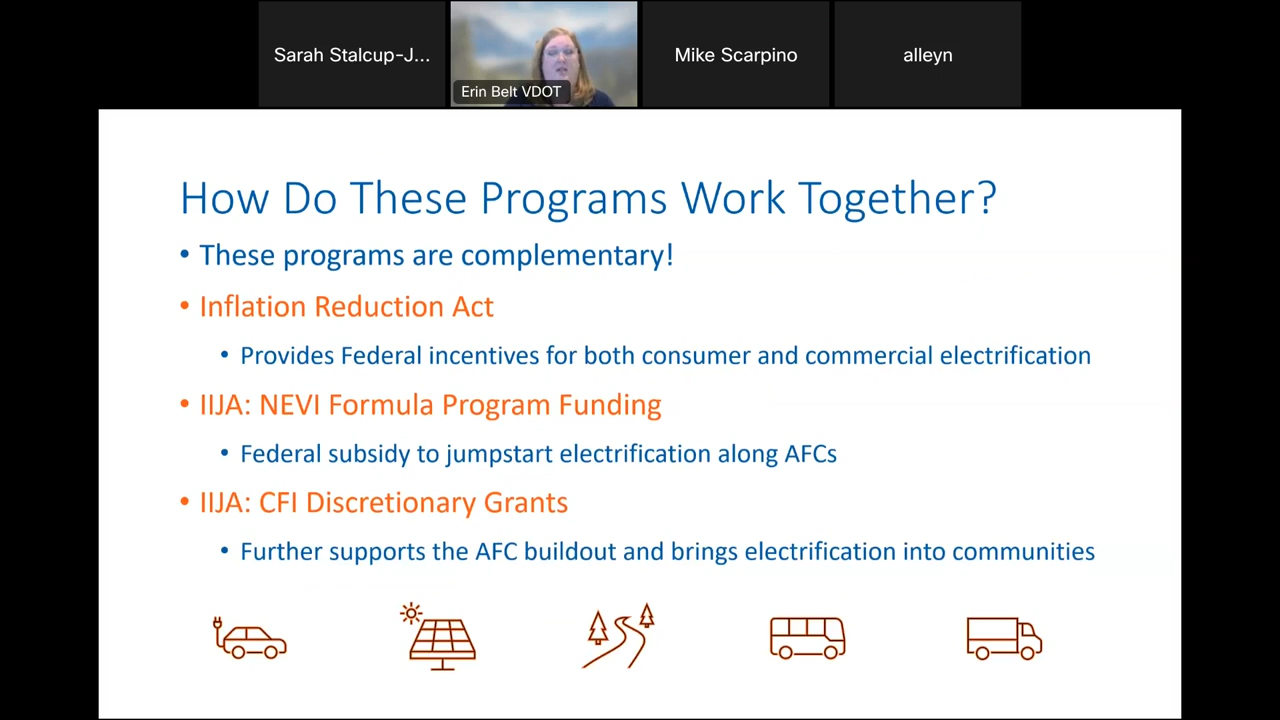 Sarah Stalcup-J...
Erin Belt VDOT
Mike Scarpino
alleyn
How Do These Programs Work Together?
• These programs are complementary!
• Inflation Reduction Act
• Provides Federal incentives for both consumer and commercial electrification
• IIJA: NEVI Formula Program Funding
• Federal subsidy to jumpstart electrification along AFCs
• IIJA: CFI Discretionary Grants
• Further supports the AFC buildout and brings electrification into communities